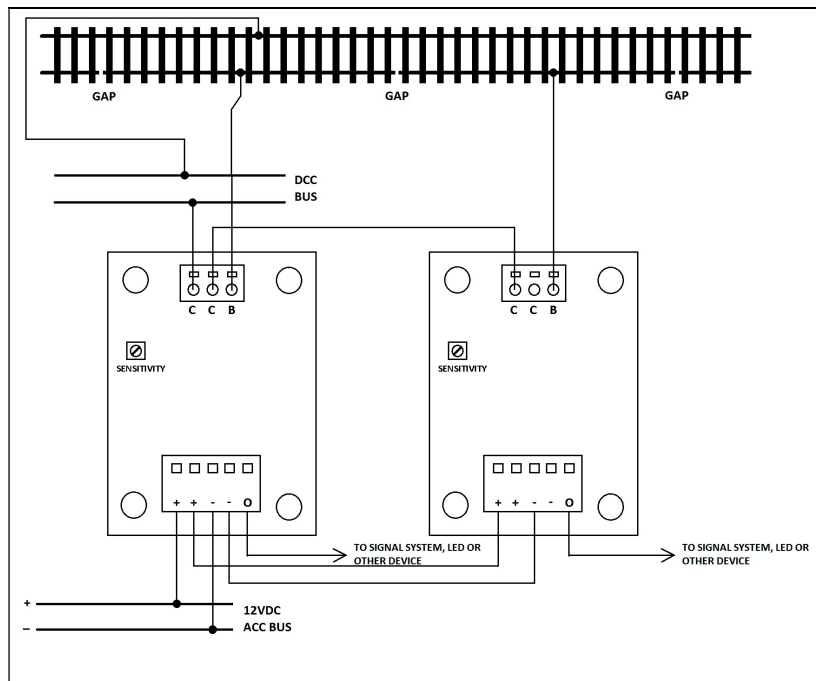 GAP GAP GAP
DCC
BUS
C C B
C C B
SENSITIVITY
SENSITIVITY
+ + - - O
+ + - - O
TO SIGNAL SYSTEM, LED OR
OTHER DEVICE
TO SIGNAL SYSTEM, LED OR
OTHER DEVICE
+
12VDC
– ACC BUS